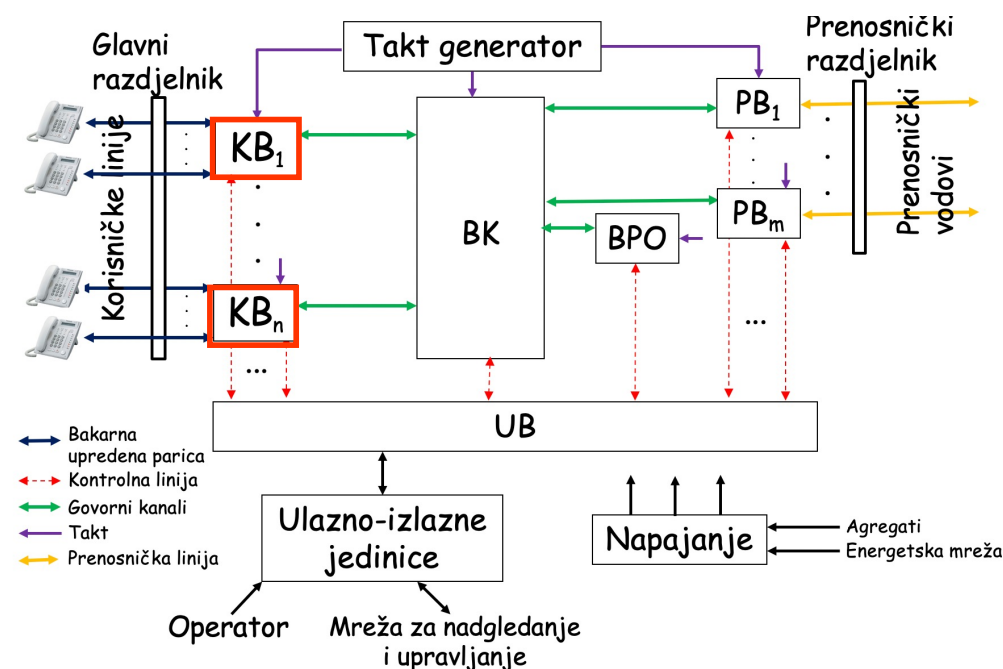 Glavni
razdjelnik
Takt generator
Prenosnički
razdjelnik
Korisničke linije
KB1
KBn
...
BK
BPO
PB1
PBm
...
Prenosnički
vodovi
UB
Bakarna
upredena parica
Kontrolna linija
Govorni kanali
Takt
Prenosnička linija
Ulazno-izlazne
jedinice
Napajanje
Agregati
Energetska mreža
Operator
Mreža za nadgledanje
i upravljanje